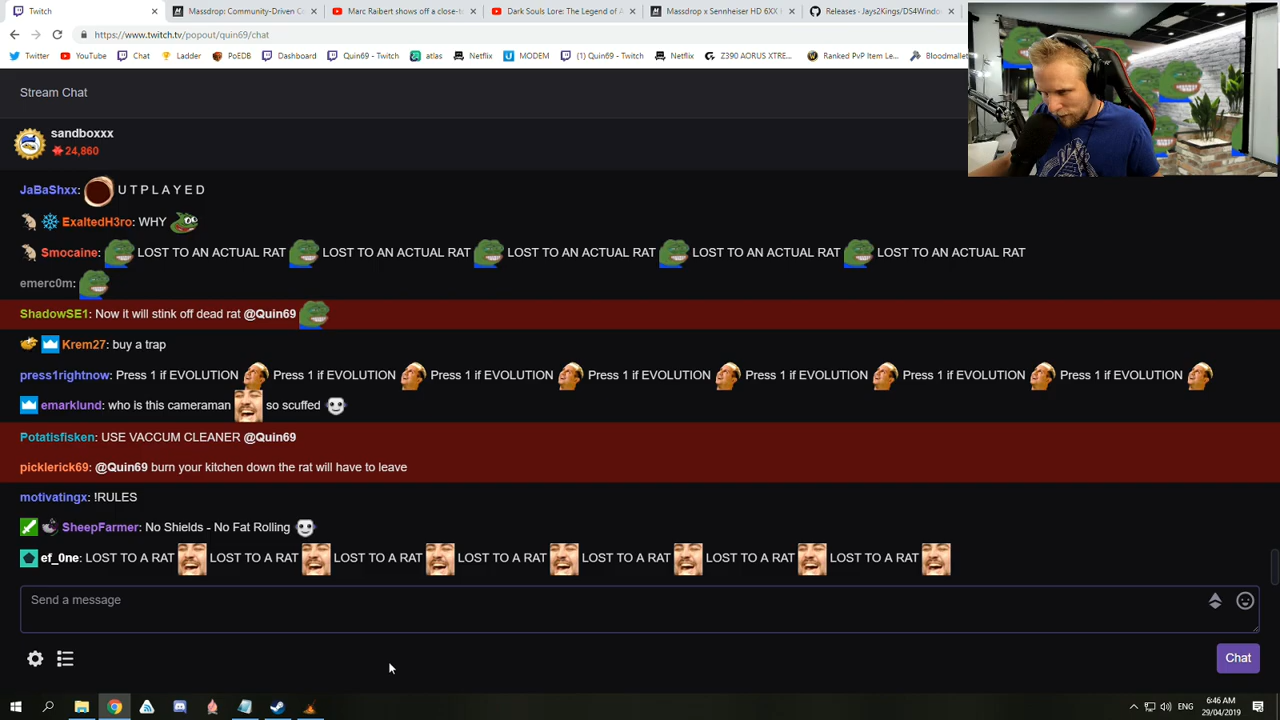 Twitch
Massdrop: Community-Driven C
Marc Raibert shows off a close-t
Dark Souls Lore: The Legend of A
Massdrop x Sennheiser HD 6XX H
Releases · Jays2Kings/DS4Windo
https://www.twitch.tv/popout/quin69/chat
Twitter YouTube Chat Ladder PoEDB Dashboard Quin69 - Twitch atlas Netflix MODEM (1) Quin69 - Twitch Netflix Z390 AORUS XTRE... Ranked PvP Item Le... Bloodmallet
Stream Chat
sandboxxx
24,860
JaBaShxx: U T P L A Y E D
ExaltedH3ro: WHY
Smocaine: LOST TO AN ACTUAL RAT LOST TO AN ACTUAL RAT LOST TO AN ACTUAL RAT LOST TO AN ACTUAL RAT LOST TO AN ACTUAL RAT
emerc0m:
ShadowSE1: Now it will stink off dead rat @Quin69
Krem27: buy a trap
press1rightnow: Press 1 if EVOLUTION Press 1 if EVOLUTION Press 1 if EVOLUTION Press 1 if EVOLUTION Press 1 if EVOLUTION Press 1 if EVOLUTION Press 1 if EVOLUTION
emarklund: who is this cameraman so scuffed
Potatisfisken: USE VACCUM CLEANER @Quin69
picklerick69: @Quin69 burn your kitchen down the rat will have to leave
motivatingx: !RULES
SheepFarmer: No Shields - No Fat Rolling
ef_0ne: LOST TO A RAT LOST TO A RAT LOST TO A RAT LOST TO A RAT LOST TO A RAT LOST TO A RAT LOST TO A RAT
Send a message
Chat
ENG
6:46 AM
29/04/2019